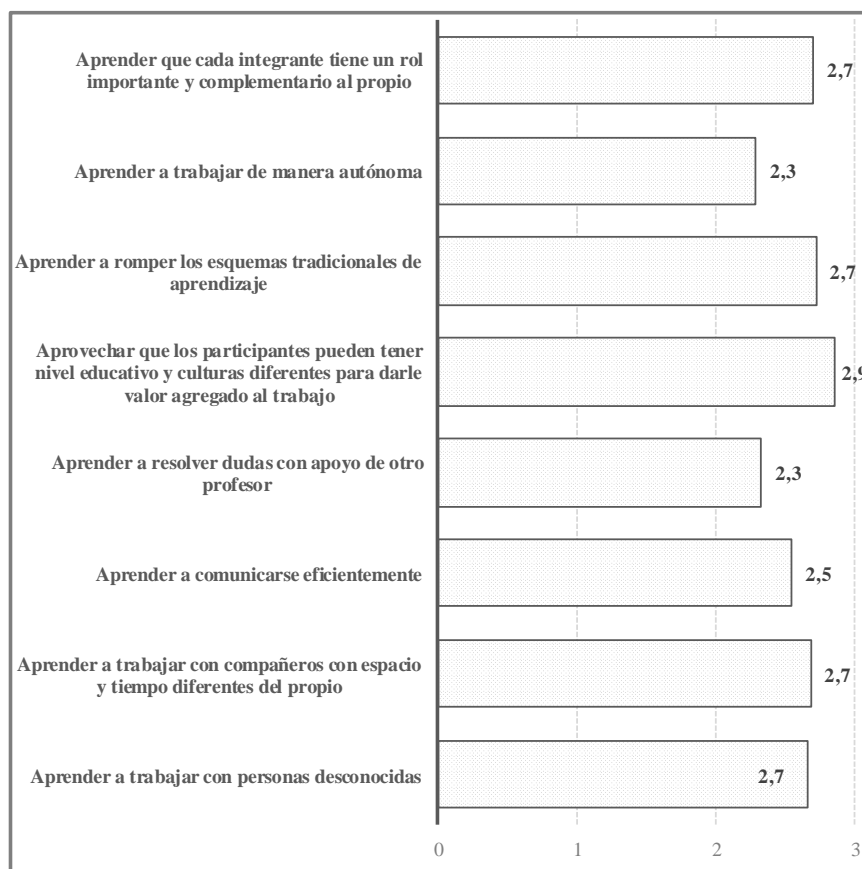 Aprender que cada integrante tiene un rol
importante y complementario al propio
2,7
Aprender a trabajar de manera autónoma
2,3
Aprender a romper los esquemas tradicionales de
aprendizaje
2,7
Aprovechar que los participantes pueden tener
nivel educativo y culturas diferentes para darle
valor agregado al trabajo
2,9
Aprender a resolver dudas con apoyo de otro
profesor
2,3
Aprender a comunicarse eficientemente
2,5
Aprender a trabajar con compañeros con espacio
y tiempo diferentes del propio
2,7
Aprender a trabajar con personas desconocidas
2,7
0 1 2 3